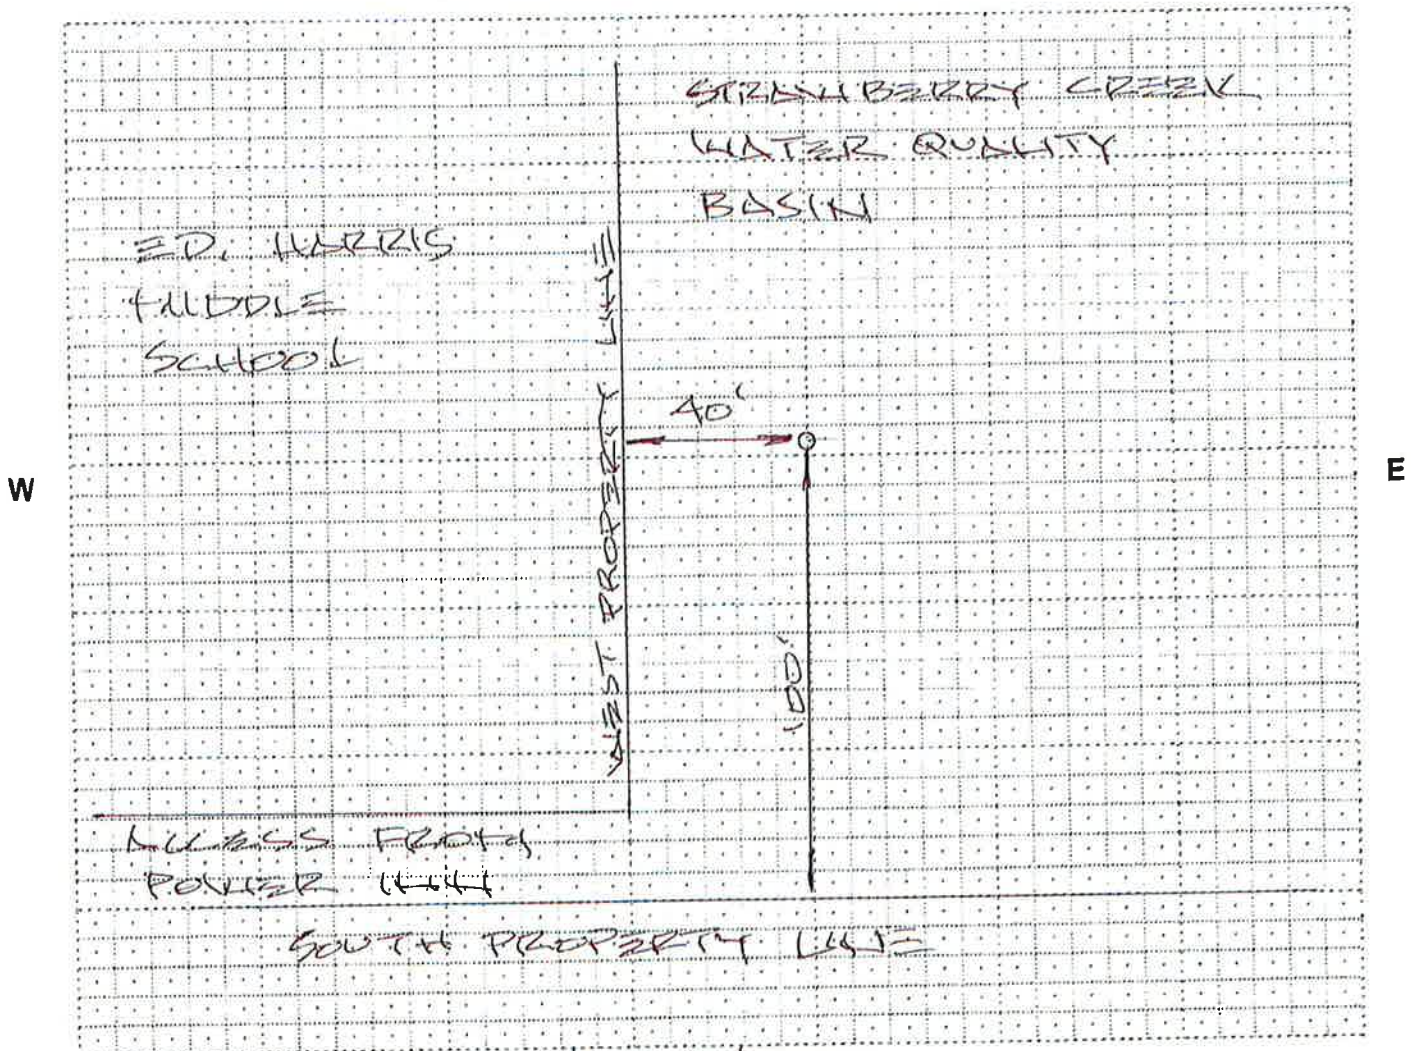 STRAWBERRY CREEK
WATER QUALITY
BASIN
ED. HARRIS
MIDDLE
SCHOOL
WEST PROPERTY LINE
40'
W
E
100'
ACCESS FROM
POWER INN
SOUTH PROPERTY LINE